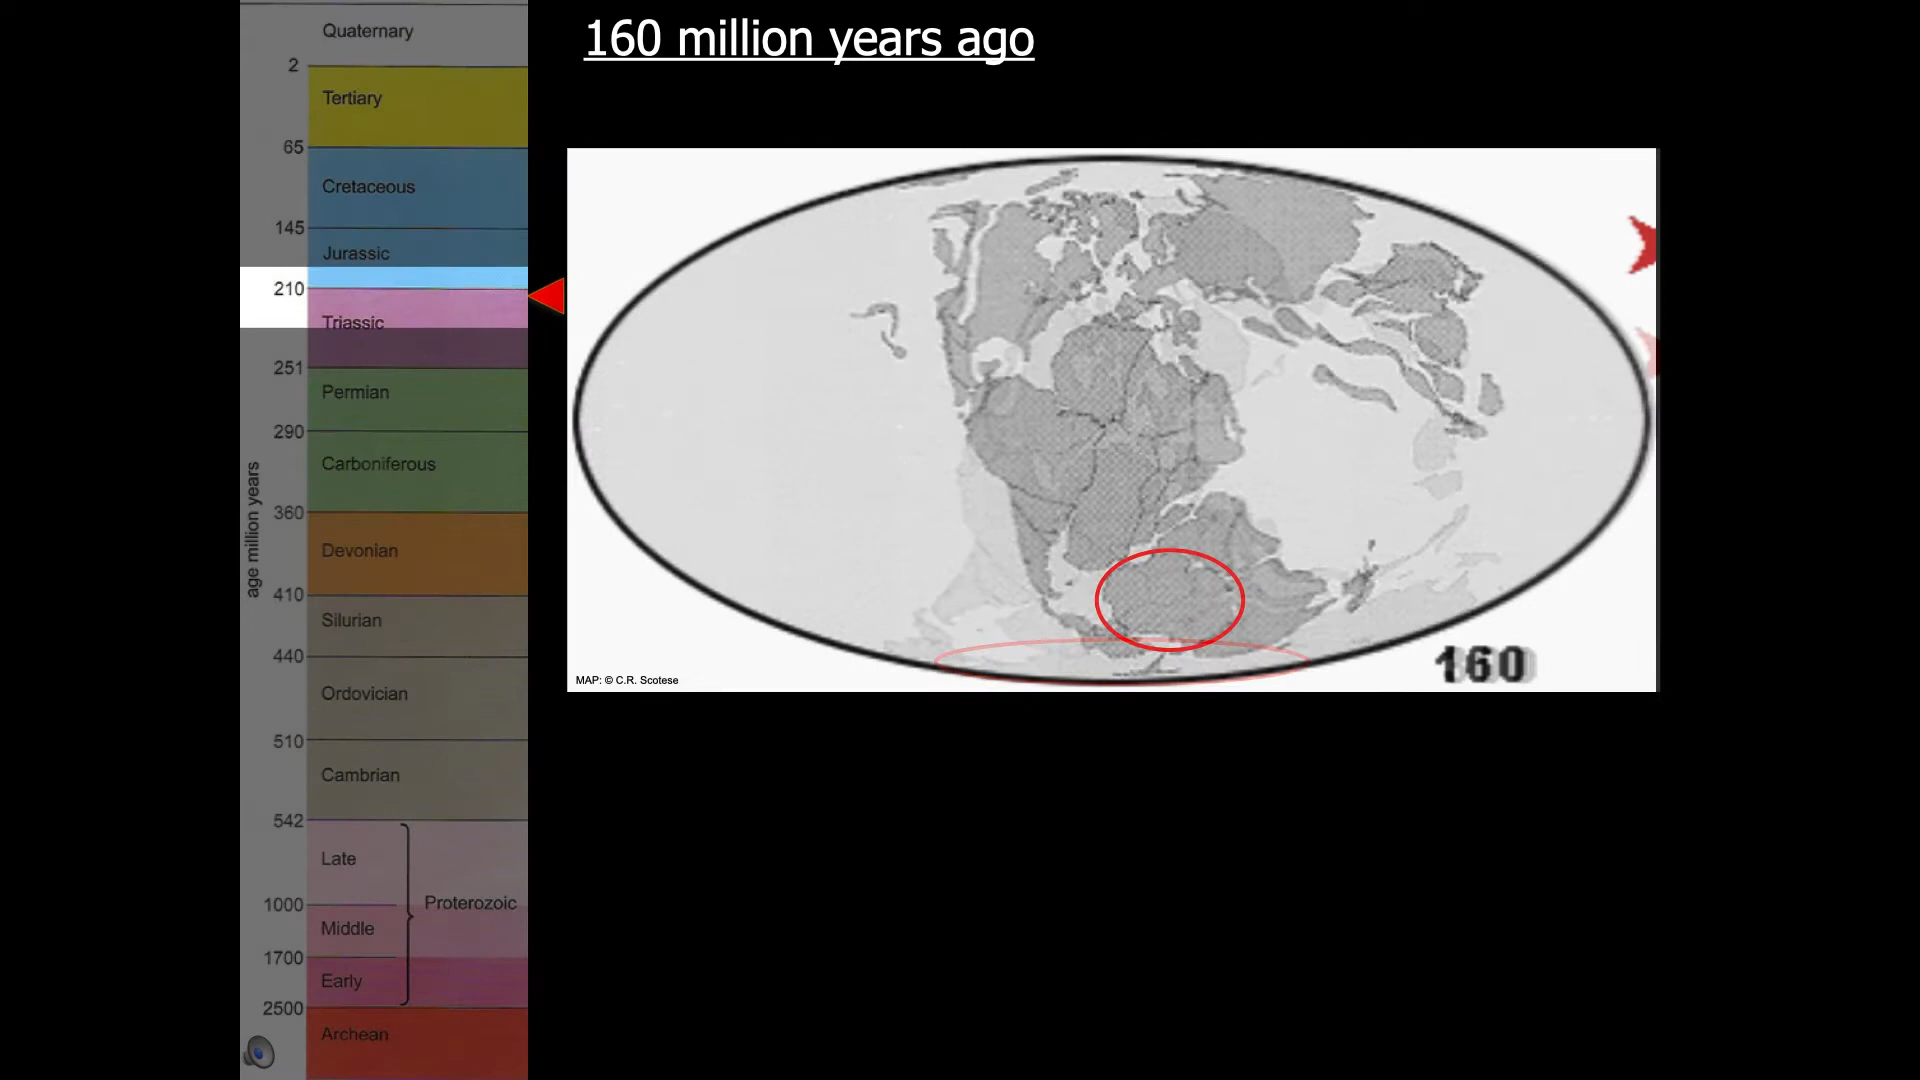 160 million years ago
Quaternary
2
Tertiary
65
Cretaceous
145
Jurassic
210
Triassic
251
Permian
290
Carboniferous
360
Devonian
410
Silurian
440
Ordovician
510
Cambrian
542
Late
1000
Proterozoic
Middle
1700
Early
2500
Archean
age million years
MAP: © C.R. Scotese
160